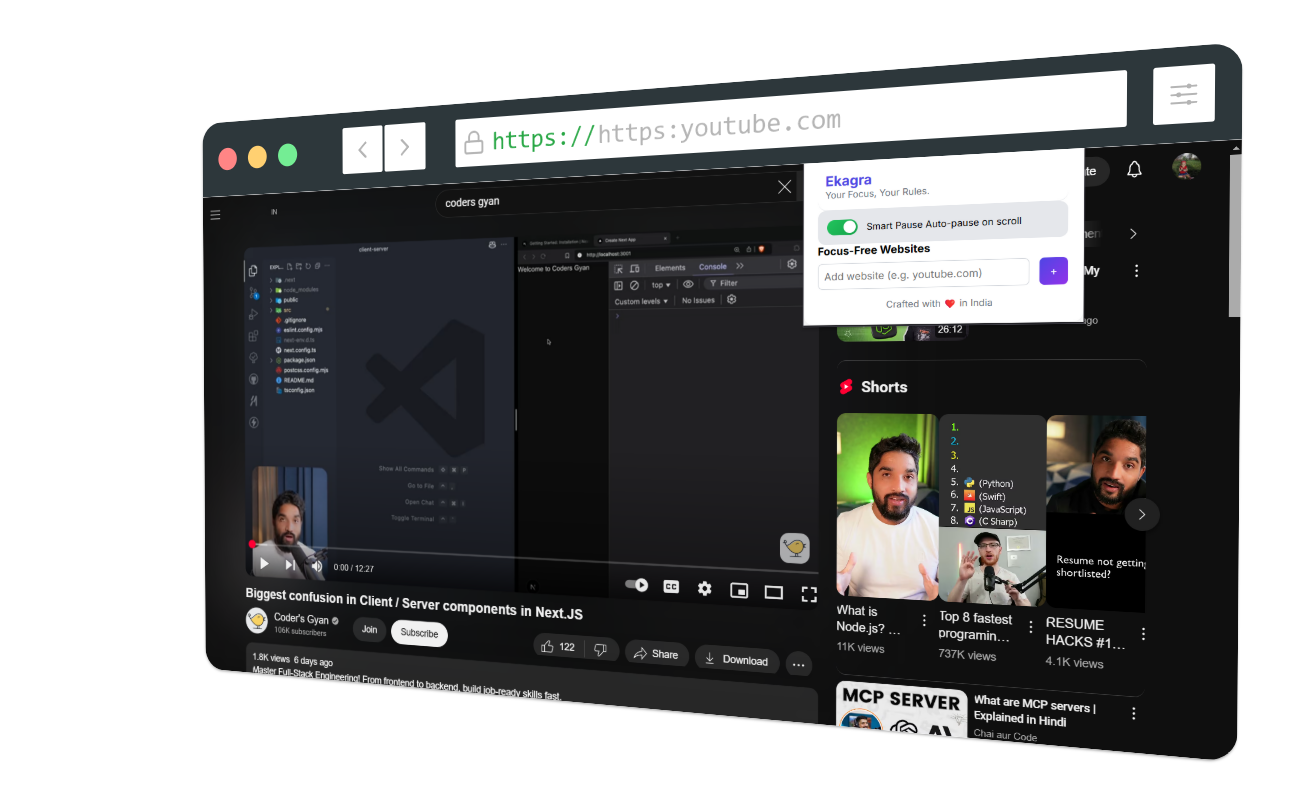 https://https:youtube.com
IN
coders gyan
Ekagra
Your Focus, Your Rules.
Smart Pause Auto-pause on scroll
Focus-Free Websites
Add website (e.g. youtube.com)
+
Crafted with ❤ in India
client-server
Welcome to Coders Gyan
http://localhost:3001
Create Next App
Elements
Console
top
Filter
Custom levels
No Issues
.next
node_modules
public
src
.gitignore
eslint.config.mjs
next-env.d.ts
next.config.ts
package.json
postcss.config.mjs
README.md
tsconfig.json
Show All Commands
Go to File
Open Chat
Toggle Terminal
0:00 / 12:27
CC
Biggest confusion in Client / Server components in Next.JS
Coder's Gyan
106K subscribers
Join
Subscribe
122
Share
Download
1.8K views 6 days ago
Master Full-Stack Engineering! From frontend to backend, build job-ready skills fast.
My
ago
26:12
Shorts
1.
2.
3.
4.
5. (Python)
6. (Swift)
7. JS (JavaScript)
8. (C Sharp)
Resume not getting
shortlisted?
What is
Node.js? ...
11K views
Top 8 fastest
programin...
737K views
RESUME
HACKS #1...
4.1K views
MCP SERVER
What are MCP servers |
Explained in Hindi
Chai aur Code